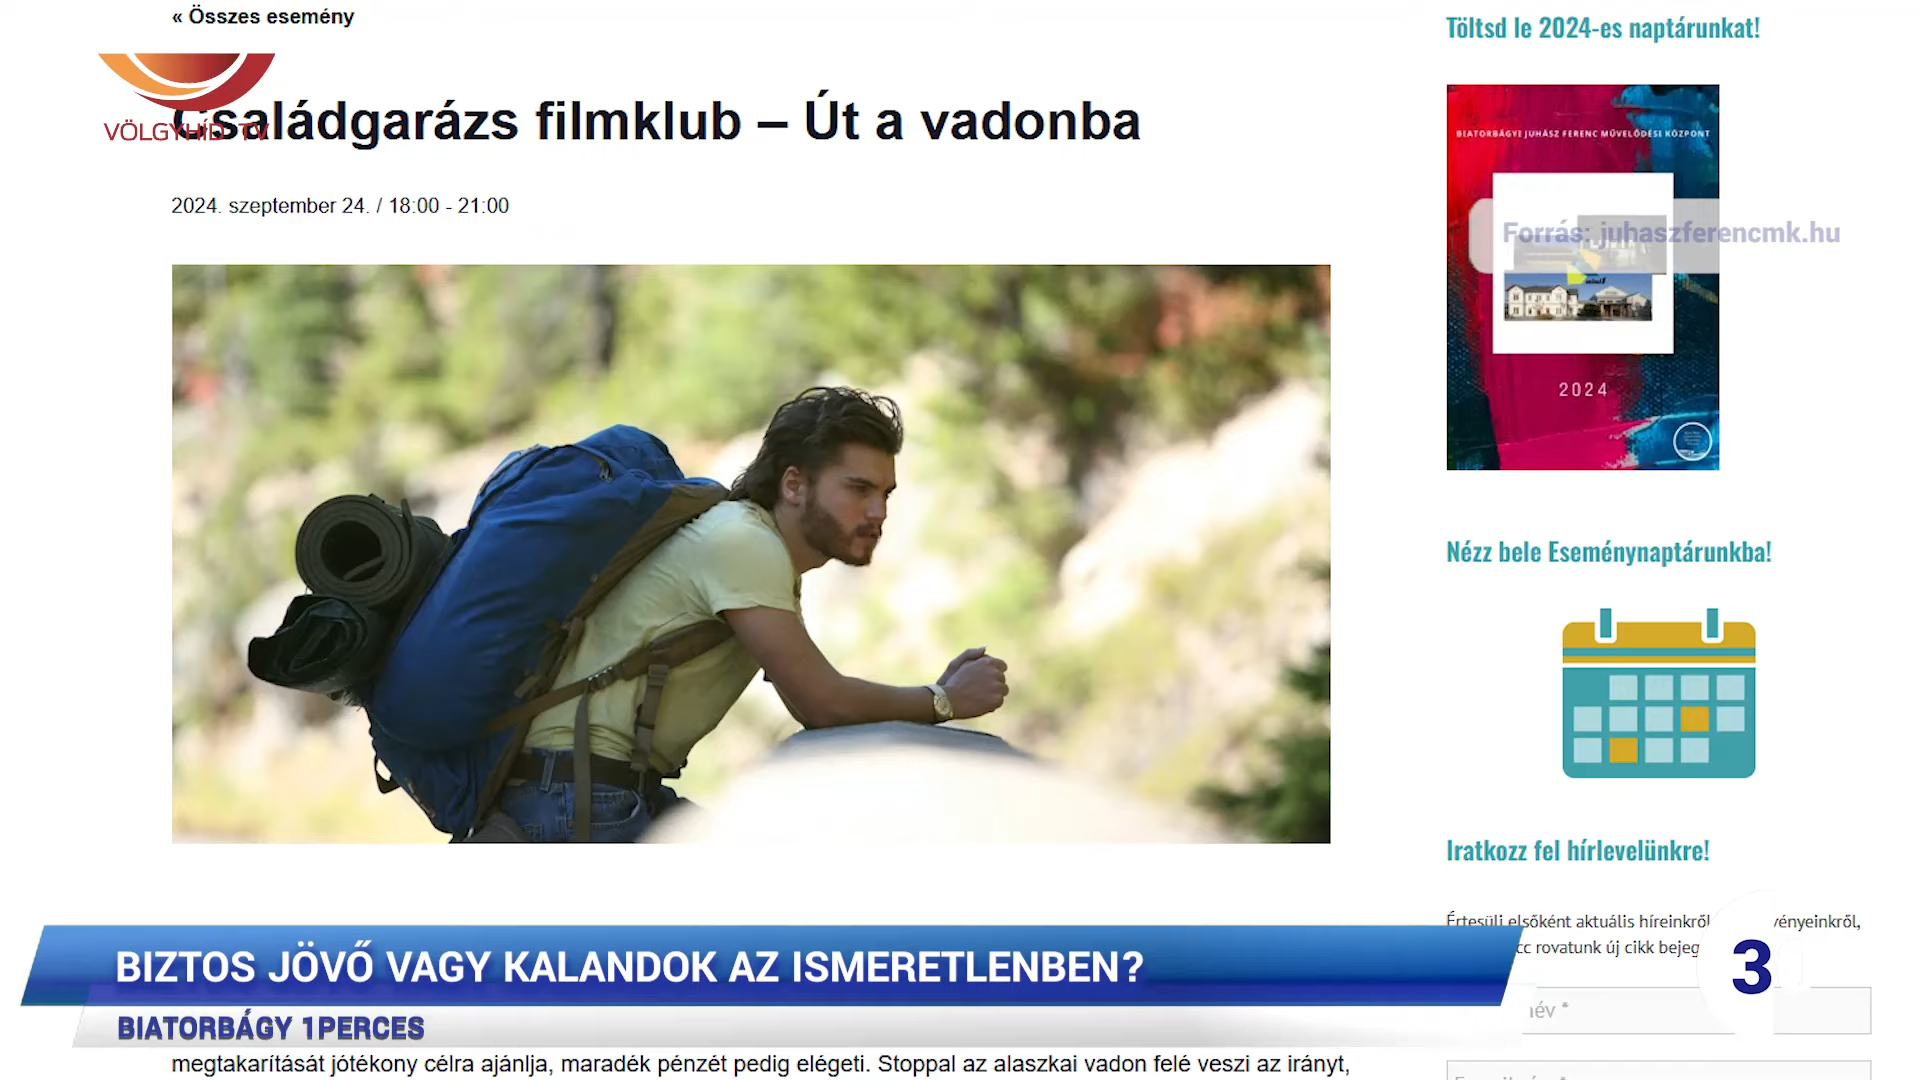 « Összes esemény
Családgarázs filmklub – Út a vadonba
VÖLGYHÍD TV
2024. szeptember 24. / 18:00 - 21:00
Töltsd le 2024-es naptárunkat!
BIATORBÁGYI JUHÁSZ FERENC MŰVELŐDÉSI KÖZPONT
Forrás: juhaszferencmk.hu
2024
Nézz bele Eseménynaptárunkba!
Iratkozz fel hírlevelünkre!
Értesülj elsőként aktuális híreinkről
rovatunk új cikk
név *
3
BIZTOS JÖVŐ VAGY KALANDOK AZ ISMERETLENBEN?
BIATORBÁGY 1PERCES
megtakarítását jótékony célra ajánlja, maradék pénzét pedig elégeti. Stoppal az alaszkai vadon felé veszi az irányt,